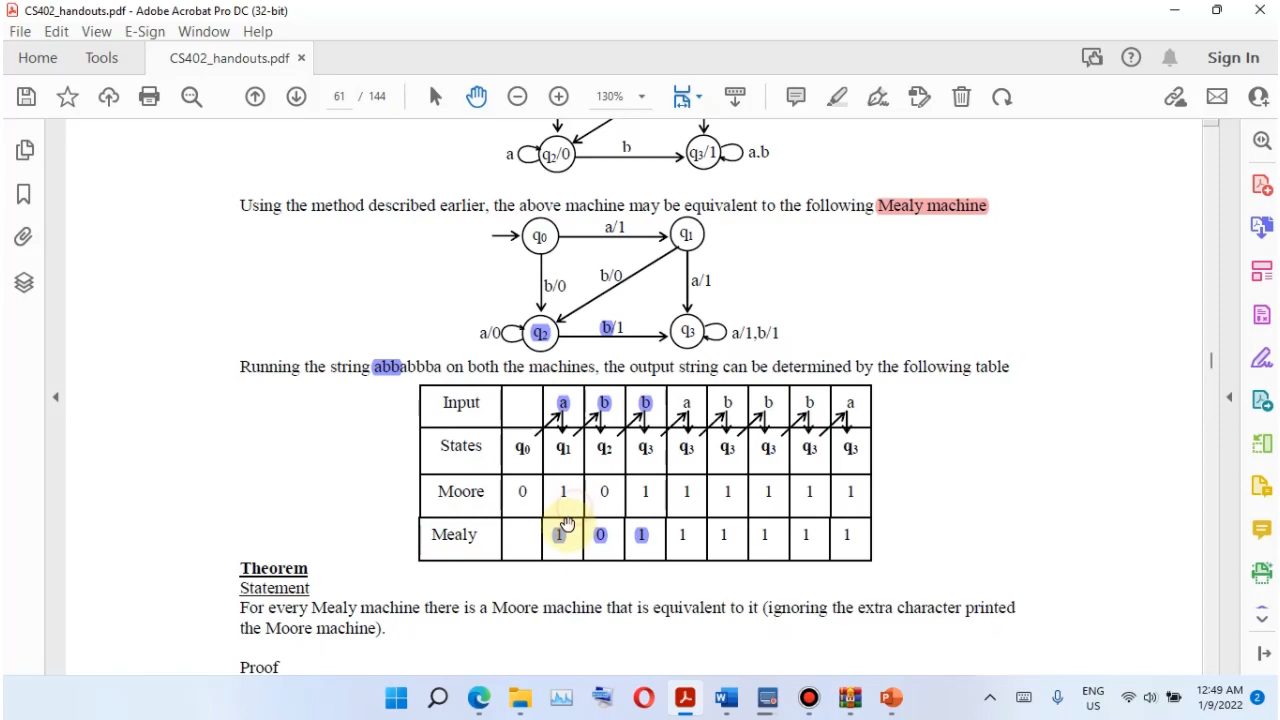 CS402_handouts.pdf - Adobe Acrobat Pro DC (32-bit)
File Edit View E-Sign Window Help
Home Tools CS402_handouts.pdf × Sign In
61 / 144 130%
a q2/0 b q3/1 a.b
Using the method described earlier, the above machine may be equivalent to the following Mealy machine
q0 a/1 q1
b/0 b/0 a/1
a/0 q2 b/1 q3 a/1,b/1
Running the string abbabbba on both the machines, the output string can be determined by the following table
Input a b b a b b b a
States q0 q1 q2 q3 q3 q3 q3 q3 q3
Moore 0 1 0 1 1 1 1 1 1
Mealy 1 0 1 1 1 1 1 1
Theorem
Statement
For every Mealy machine there is a Moore machine that is equivalent to it (ignoring the extra character printed
the Moore machine).
Proof
ENG
US
12:49 AM
1/9/2022
2